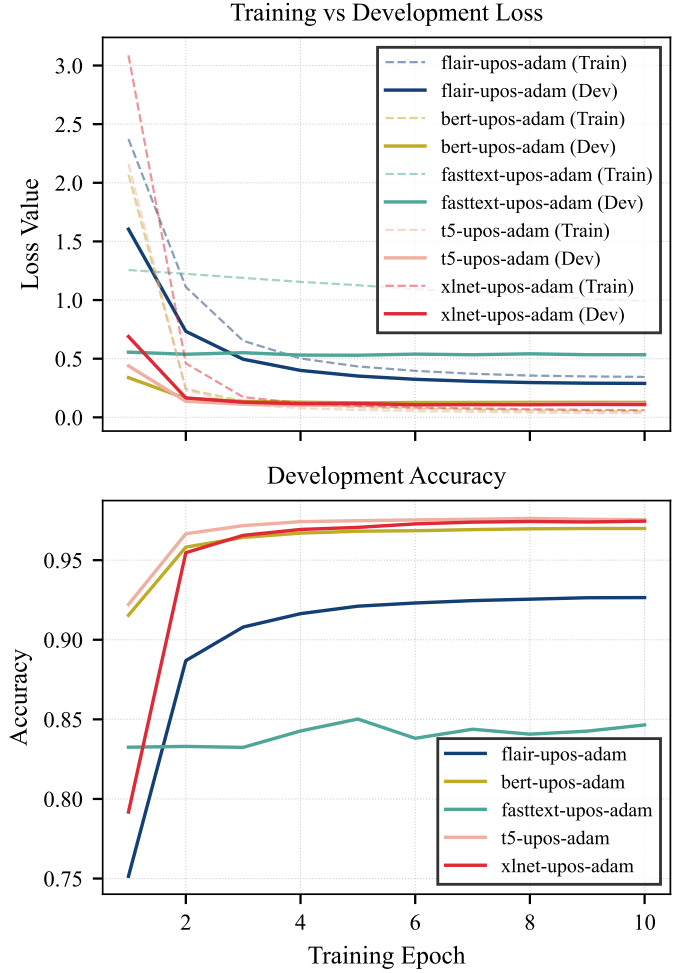 Training vs Development Loss
Loss Value
3.0
2.5
2.0
1.5
1.0
0.5
0.0
flair-upos-adam (Train)
flair-upos-adam (Dev)
bert-upos-adam (Train)
bert-upos-adam (Dev)
fasttext-upos-adam (Train)
fasttext-upos-adam (Dev)
t5-upos-adam (Train)
t5-upos-adam (Dev)
xlnet-upos-adam (Train)
xlnet-upos-adam (Dev)
Development Accuracy
Accuracy
0.95
0.90
0.85
0.80
0.75
flair-upos-adam
bert-upos-adam
fasttext-upos-adam
t5-upos-adam
xlnet-upos-adam
2 4 6 8 10
Training Epoch